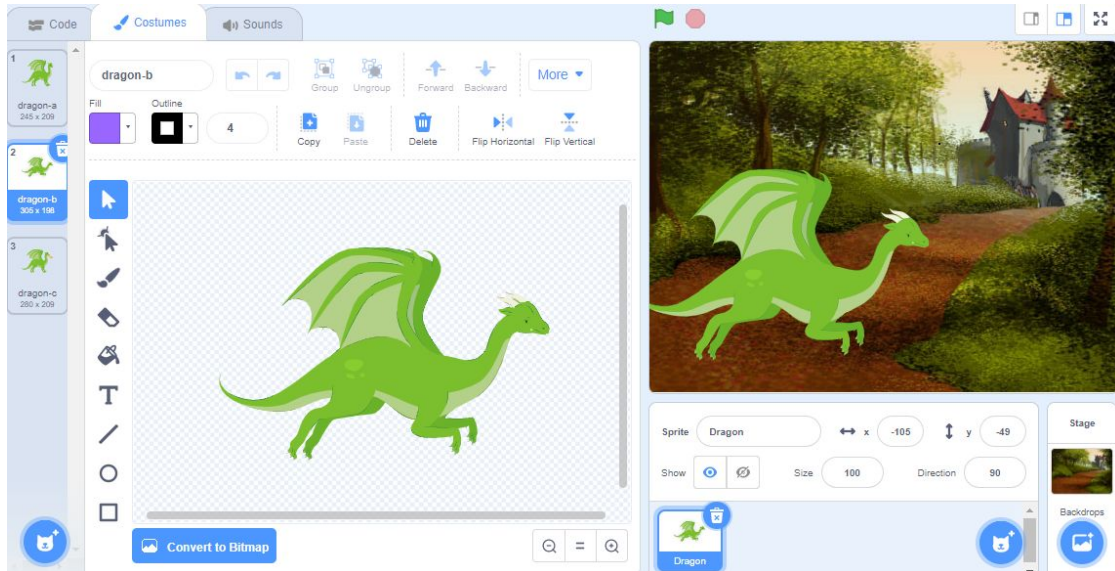 Code Costumes Sounds
1
dragon-a
245 x 209
2
dragon-b
305 x 198
3
dragon-c
280 x 209
dragon-b
Group Ungroup Forward Backward More
Fill Outline
4
Copy Paste Delete Flip Horizontal Flip Vertical
T
Convert to Bitmap
Sprite Dragon x -105 y -49
Show Size 100 Direction 90
Dragon
Stage
Backdrops